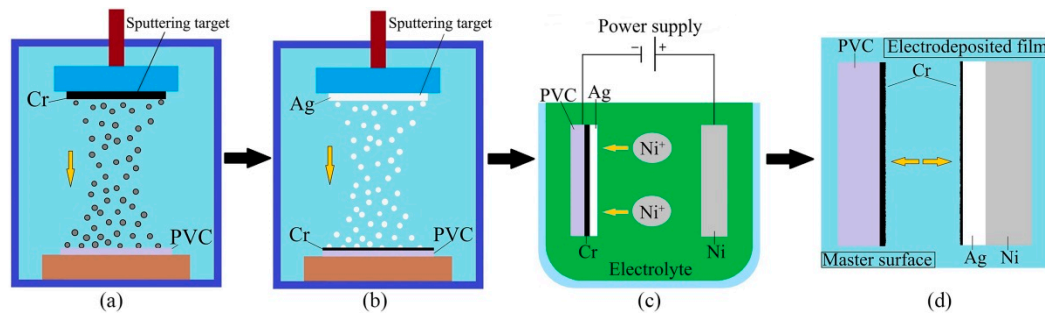 Sputtering target
Cr
PVC
(a)
Sputtering target
Ag
Cr
PVC
(b)
Power supply
− +
PVC
Ag
Ni+
Ni+
Cr
Ni
Electrolyte
(c)
PVC
Electrodeposited film
Cr
Master surface
Ag
Ni
(d)